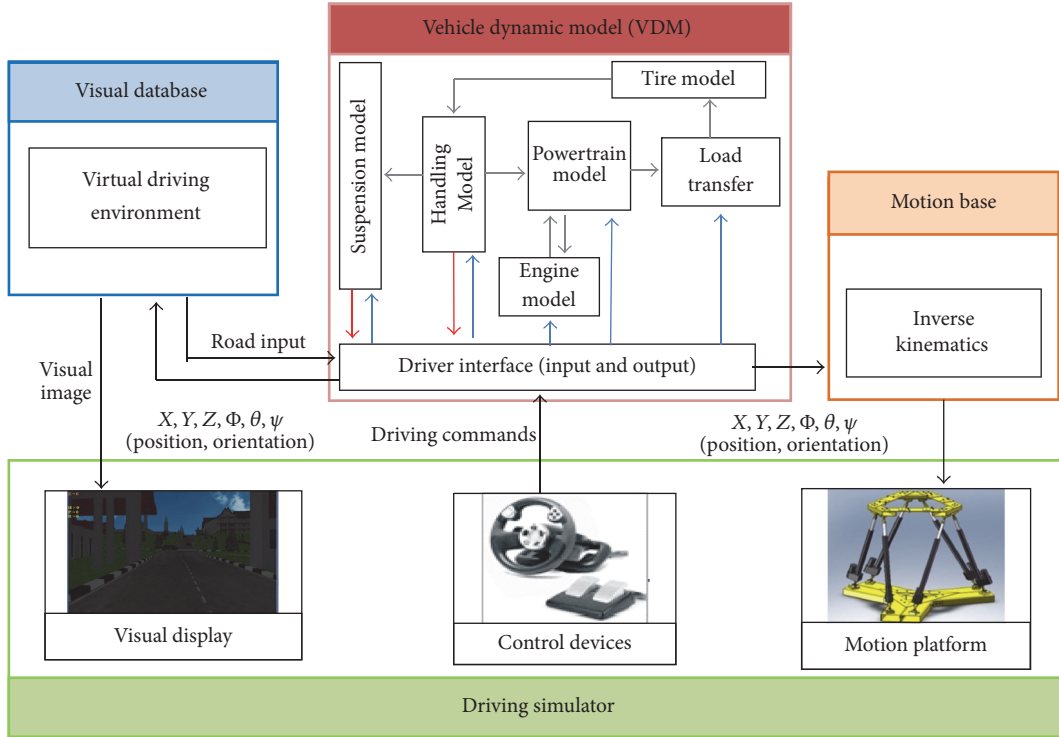 Vehicle dynamic model (VDM)
Visual database
Virtual driving
environment
Suspension model
Handling
Model
Powertrain
model
Tire model
Load
transfer
Engine
model
Driver interface (input and output)
Motion base
Inverse
kinematics
Road input
Visual
image
X, Y, Z, Φ, θ, ψ
(position, orientation)
Driving commands
X, Y, Z, Φ, θ, ψ
(position, orientation)
Visual display
Control devices
Motion platform
Driving simulator